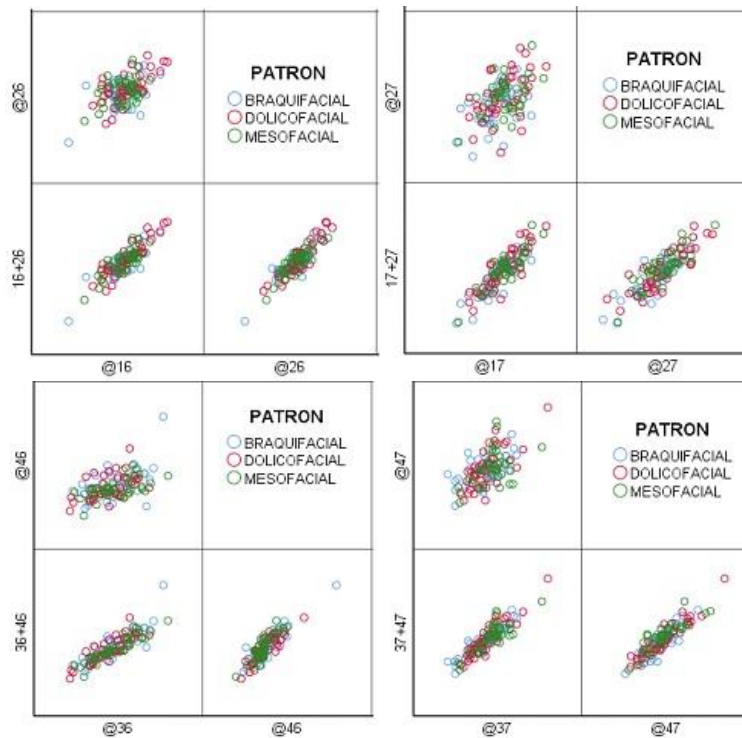 @26
PATRON
BRAQUIFACIAL
DOLICOFACIAL
MESOFACIAL
16+26
@16
@26
@27
PATRON
BRAQUIFACIAL
DOLICOFACIAL
MESOFACIAL
17+27
@17
@27
@46
PATRON
BRAQUIFACIAL
DOLICOFACIAL
MESOFACIAL
36+46
@36
@46
@47
PATRON
BRAQUIFACIAL
DOLICOFACIAL
MESOFACIAL
37+47
@37
@47